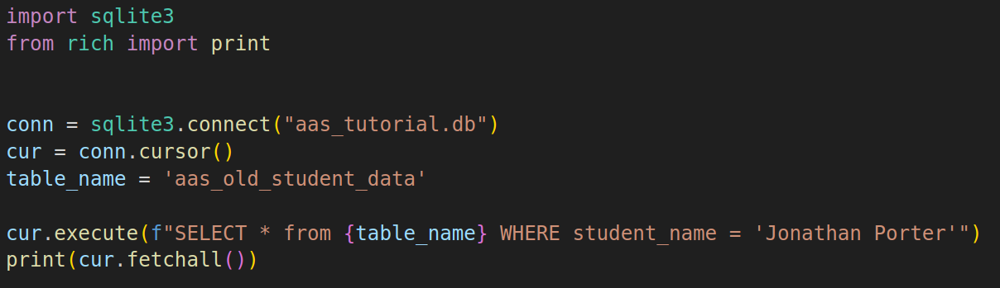 import sqlite3
from rich import print
conn = sqlite3.connect("aas_tutorial.db")
cur = conn.cursor()
table_name = 'aas_old_student_data'
cur.execute(f"SELECT * from {table_name} WHERE student_name = 'Jonathan Porter'")
print(cur.fetchall())